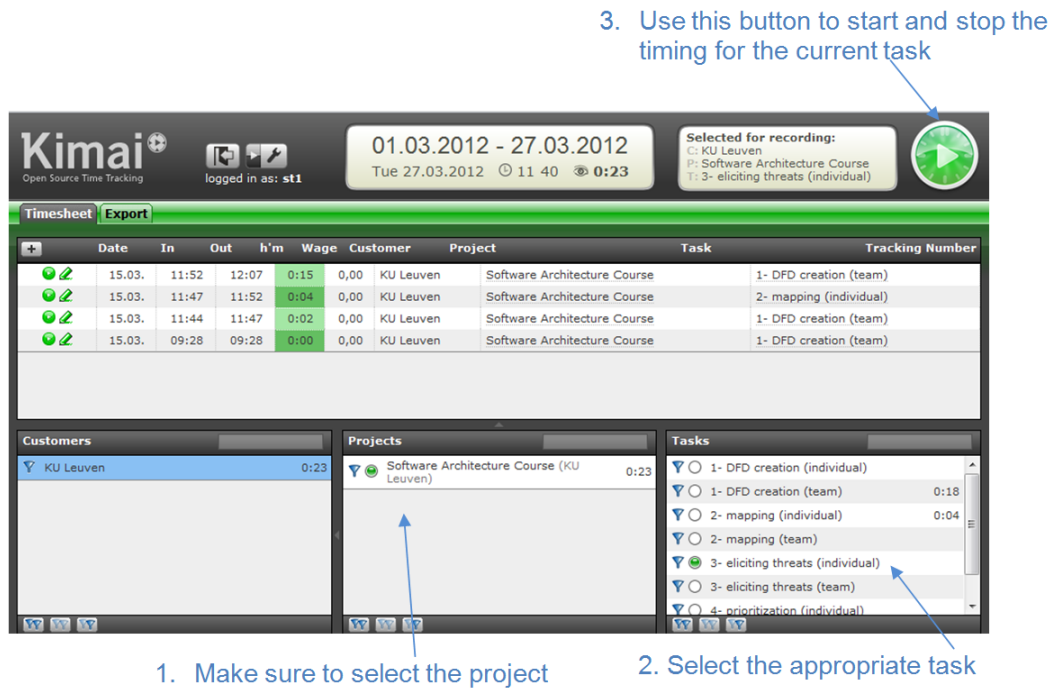 3. Use this button to start and stop the
timing for the current task
Kimai
Open Source Time Tracking
logged in as: st1
01.03.2012 - 27.03.2012
Tue 27.03.2012 11 40 0:23
Selected for recording:
C: KU Leuven
P: Software Architecture Course
T: 3- eliciting threats (individual)
Timesheet Export
+ Date In Out h'm Wage Customer Project Task Tracking Number
15.03. 11:52 12:07 0:15 0,00 KU Leuven Software Architecture Course 1- DFD creation (team)
15.03. 11:47 11:52 0:04 0,00 KU Leuven Software Architecture Course 2- mapping (individual)
15.03. 11:44 11:47 0:02 0,00 KU Leuven Software Architecture Course 1- DFD creation (team)
15.03. 09:28 09:28 0:00 0,00 KU Leuven Software Architecture Course 1- DFD creation (team)
Customers
KU Leuven 0:23
Projects
Software Architecture Course (KU
Leuven) 0:23
Tasks
1- DFD creation (individual)
1- DFD creation (team) 0:18
2- mapping (individual) 0:04
2- mapping (team)
3- eliciting threats (individual)
3- eliciting threats (team)
4- prioritization (individual)
1. Make sure to select the project
2. Select the appropriate task